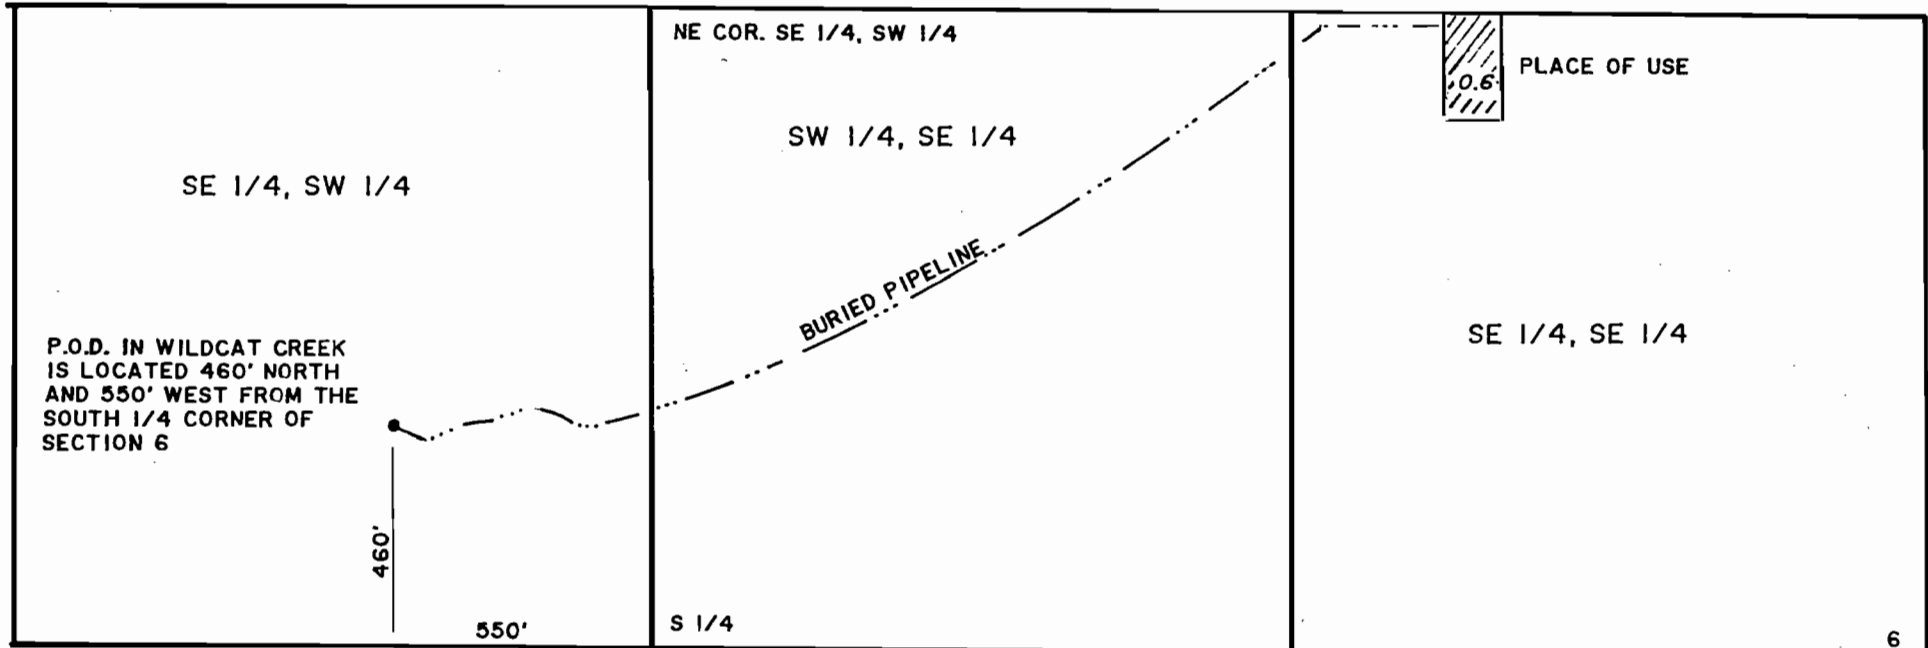 NE COR. SE 1/4, SW 1/4
PLACE OF USE
0.6
SW 1/4, SE 1/4
SE 1/4, SW 1/4
BURIED PIPELINE
SE 1/4, SE 1/4
P.O.D. IN WILDCAT CREEK
IS LOCATED 460' NORTH
AND 550' WEST FROM THE
SOUTH 1/4 CORNER OF
SECTION 6
460'
550'
S 1/4
6